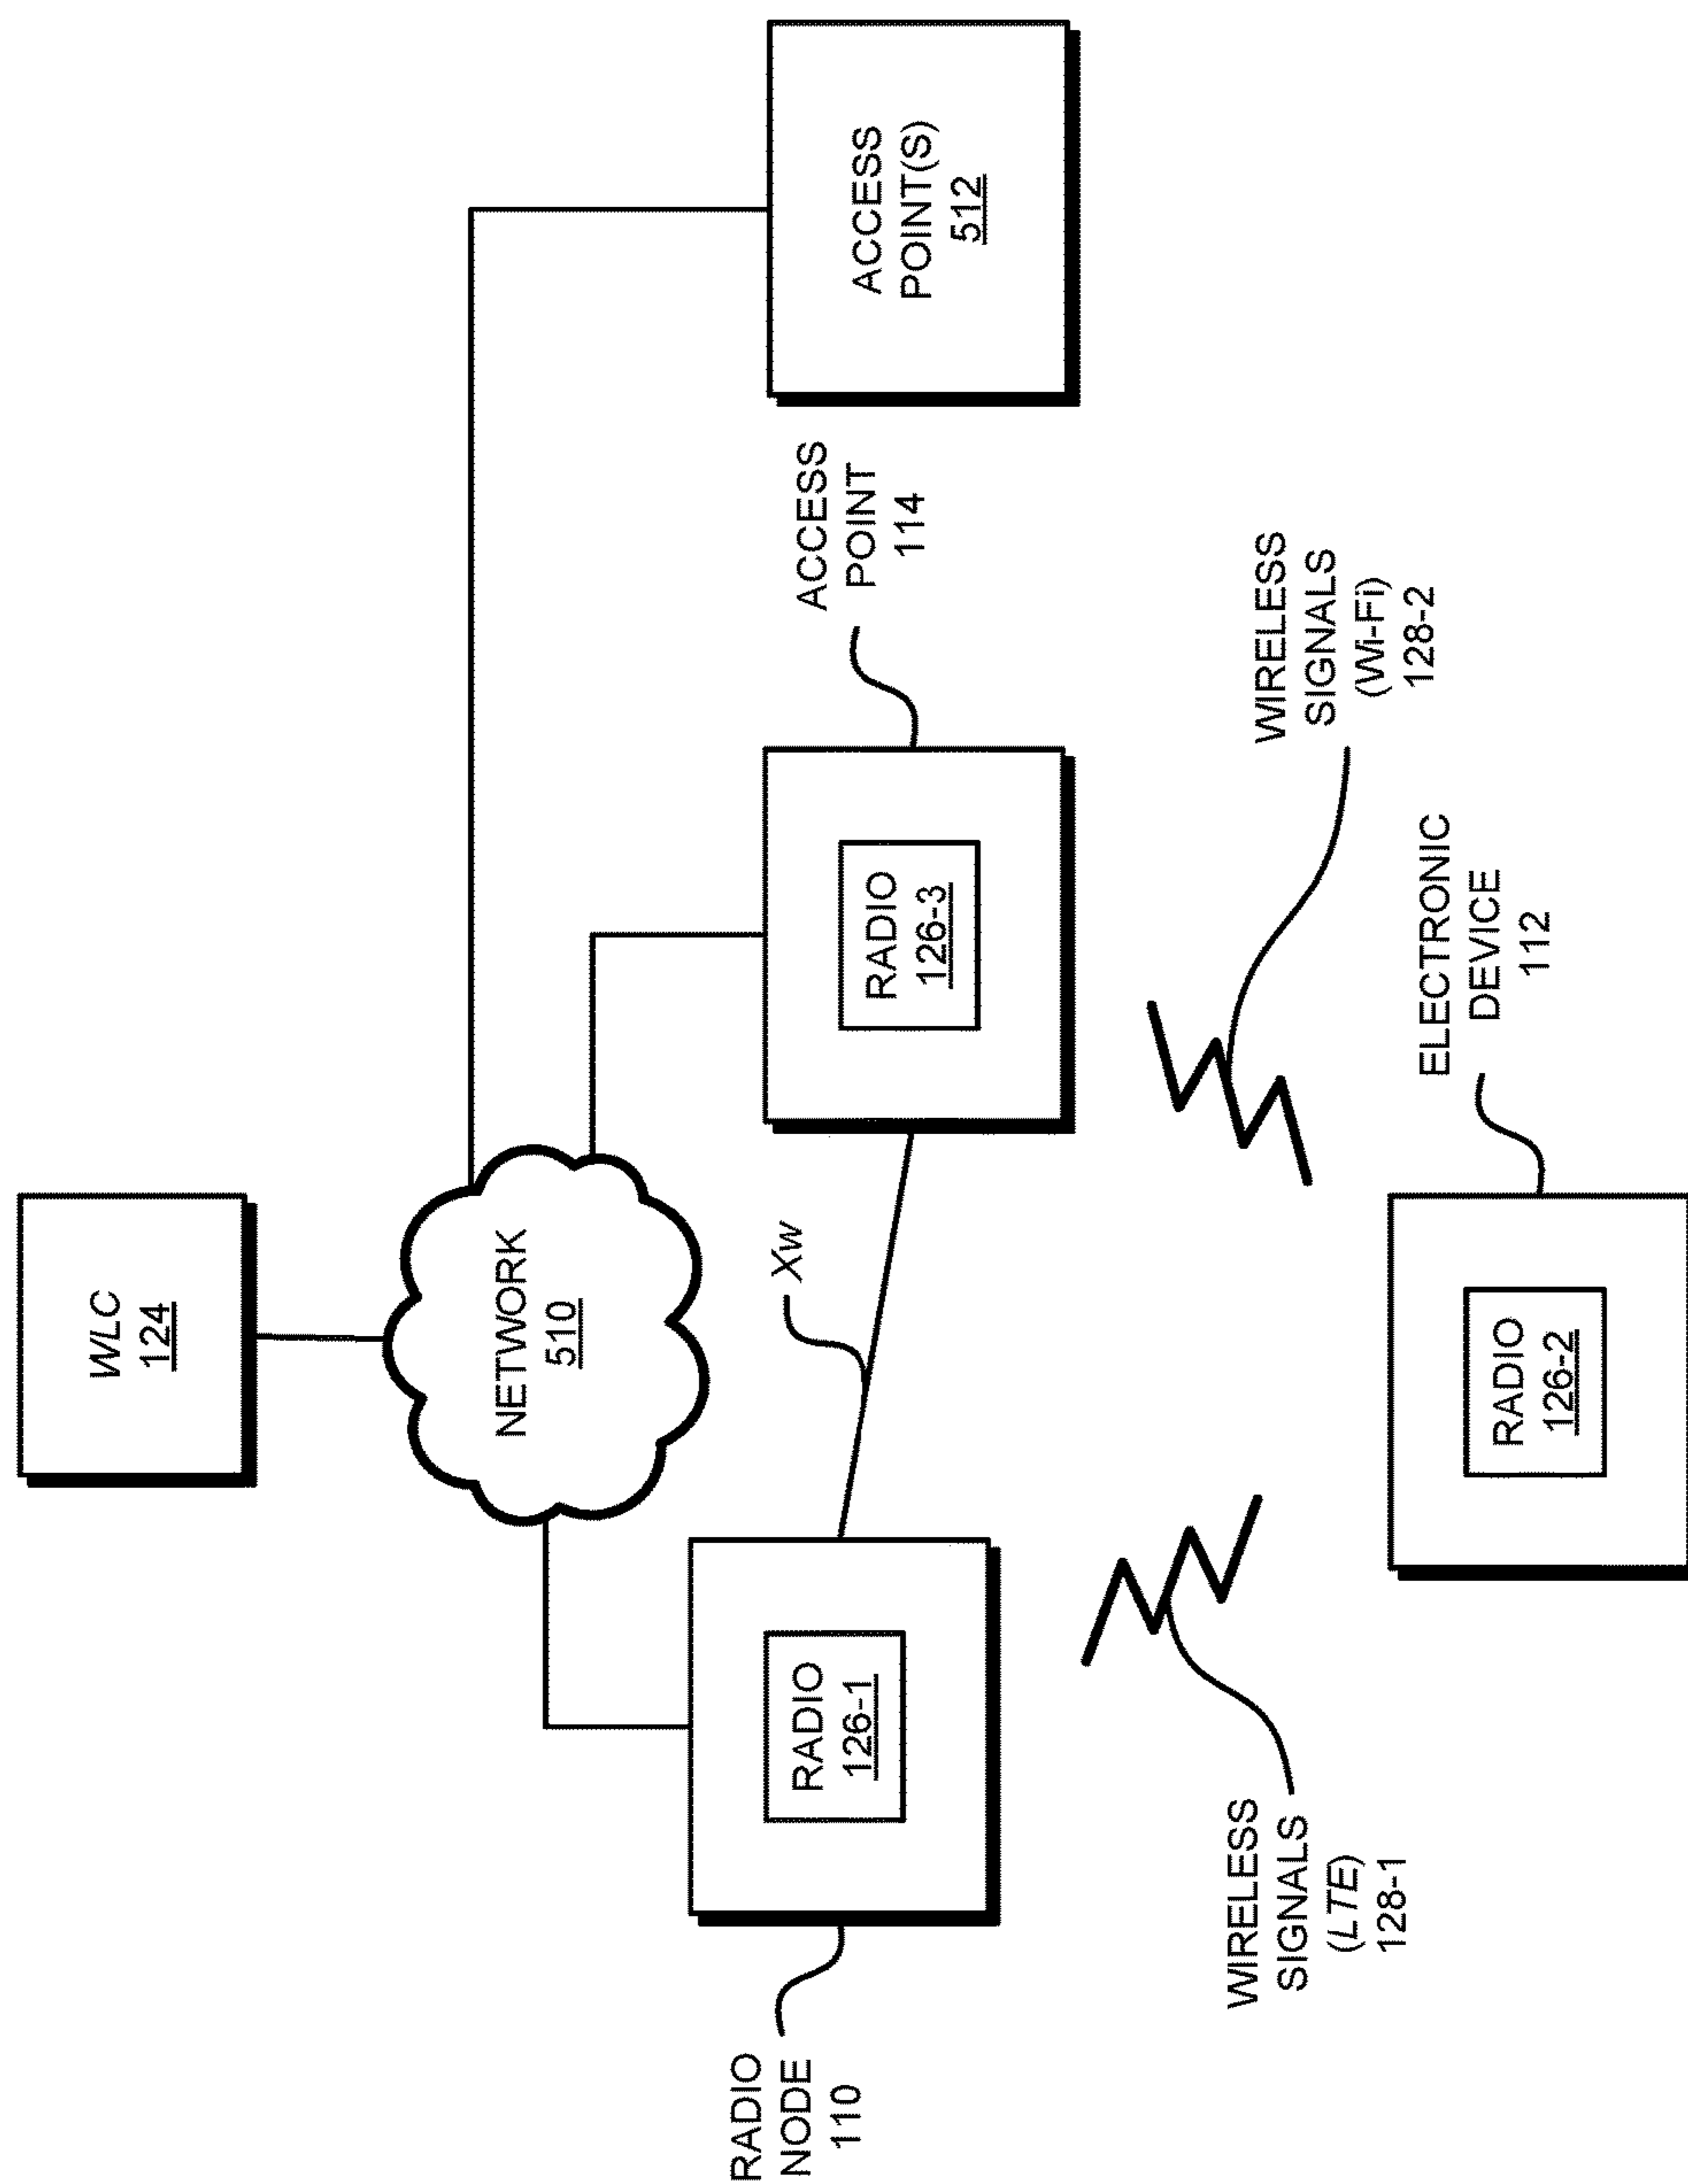 WLC
124
NETWORK
510
RADIO
NODE
110
RADIO
126-1
Xw
RADIO
126-3
ACCESS
POINT
114
ACCESS
POINT(S)
512
WIRELESS
SIGNALS
(LTE)
128-1
WIRELESS
SIGNALS
(Wi-Fi)
128-2
RADIO
126-2
ELECTRONIC
DEVICE
112